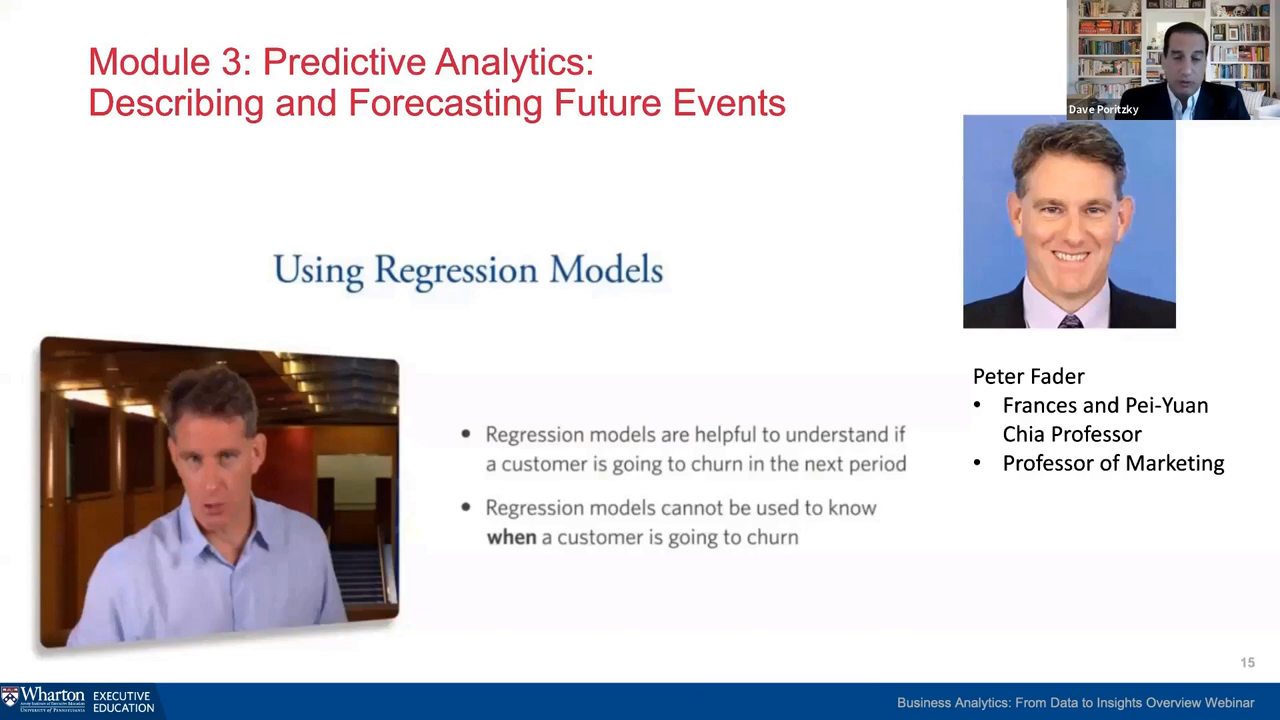 Module 3: Predictive Analytics:
Describing and Forecasting Future Events
Dave Poritzky
Using Regression Models
• Regression models are helpful to understand if
a customer is going to churn in the next period
• Regression models cannot be used to know
when a customer is going to churn
Peter Fader
• Frances and Pei-Yuan
Chia Professor
• Professor of Marketing
15
Wharton
UNIVERSITY OF PENNSYLVANIA
EXECUTIVE
EDUCATION
Business Analytics: From Data to Insights Overview Webinar